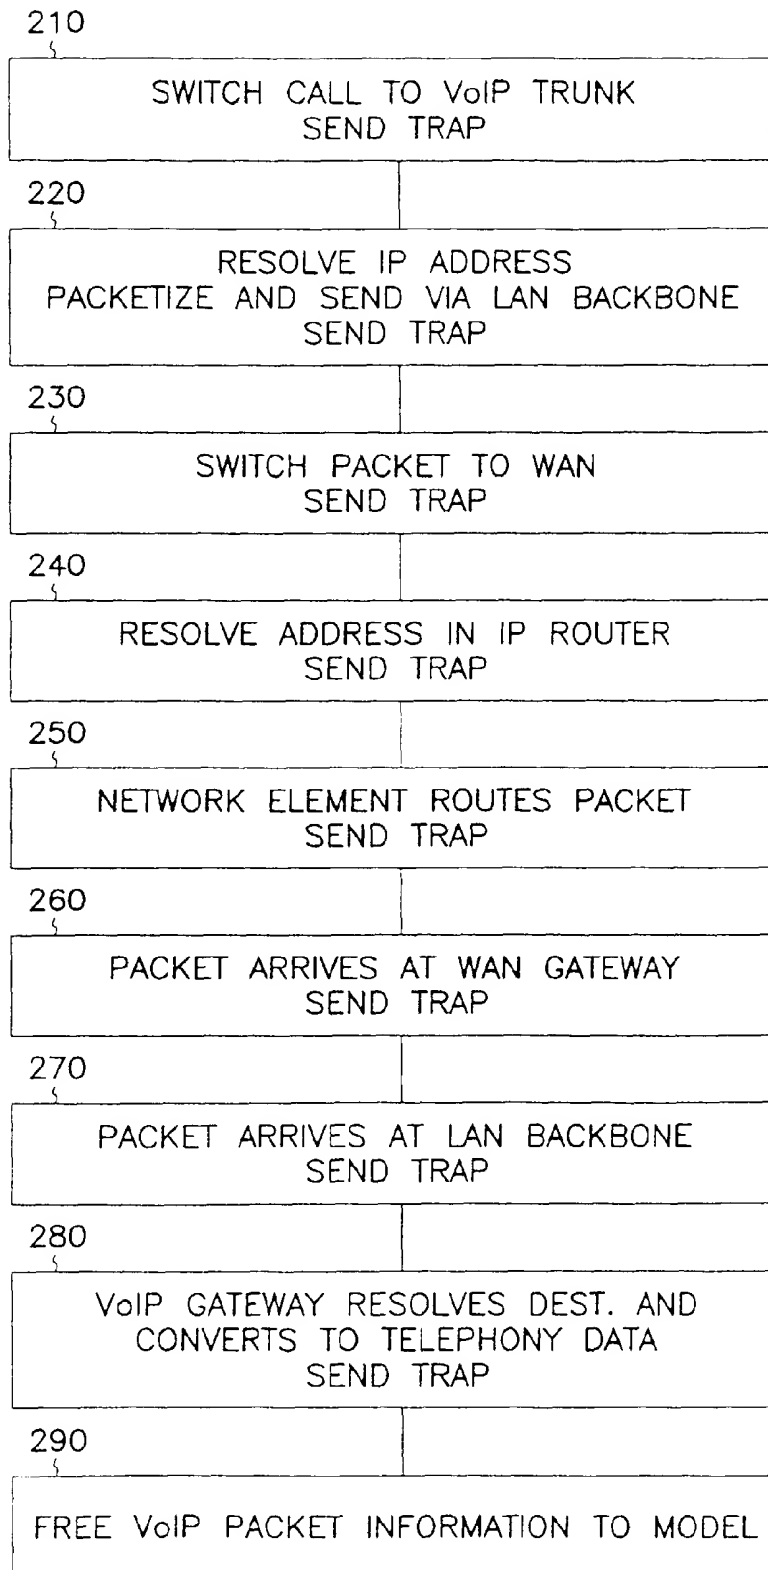 210
SWITCH CALL TO VoIP TRUNK
SEND TRAP
220
RESOLVE IP ADDRESS
PACKETIZE AND SEND VIA LAN BACKBONE
SEND TRAP
230
SWITCH PACKET TO WAN
SEND TRAP
240
RESOLVE ADDRESS IN IP ROUTER
SEND TRAP
250
NETWORK ELEMENT ROUTES PACKET
SEND TRAP
260
PACKET ARRIVES AT WAN GATEWAY
SEND TRAP
270
PACKET ARRIVES AT LAN BACKBONE
SEND TRAP
280
VoIP GATEWAY RESOLVES DEST. AND
CONVERTS TO TELEPHONY DATA
SEND TRAP
290
FREE VoIP PACKET INFORMATION TO MODEL